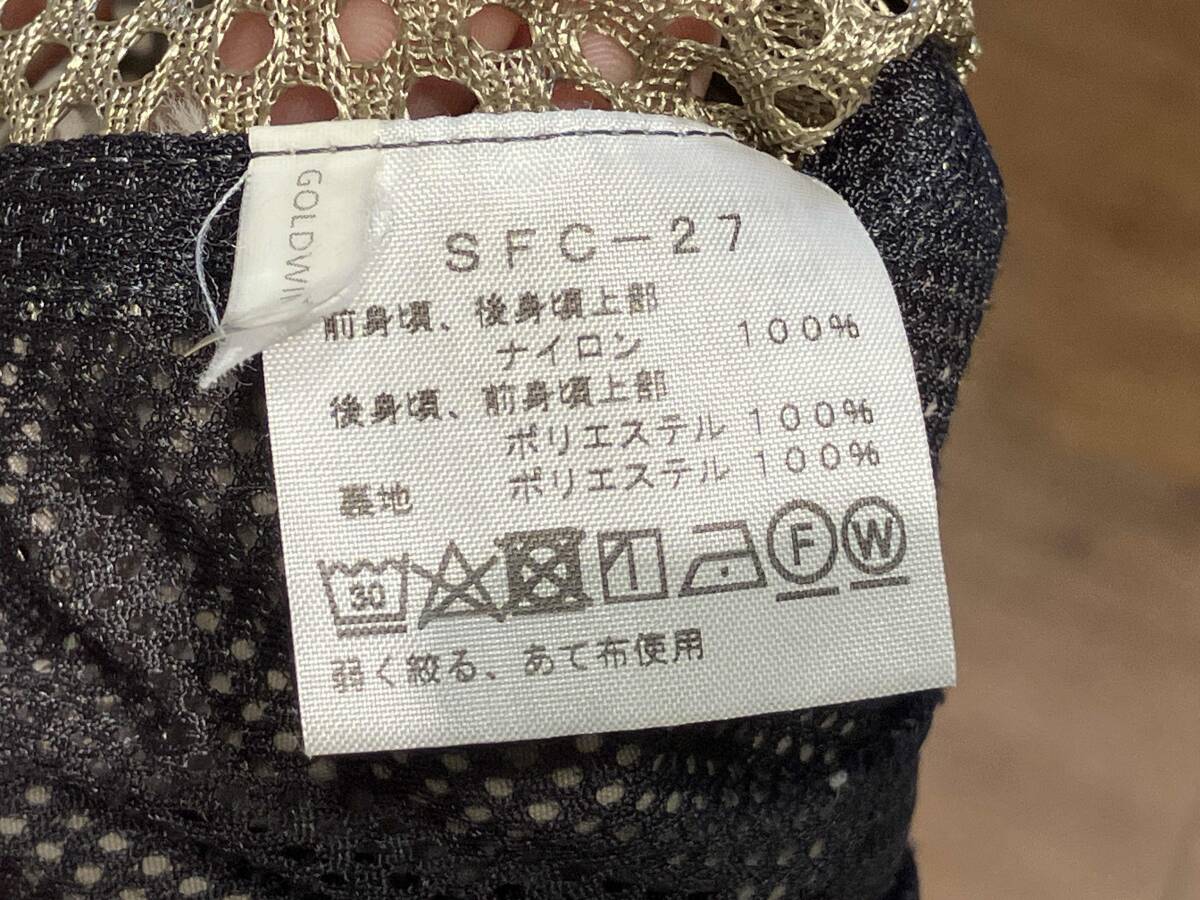 GOLDWI
SFC-27
前身頃、後身頃上部
ナイロン 100%
後身頃、前身頃上部
ポリエステル 100%
裏地 ポリエステル 100%
30 F W
弱く絞る、あて布使用